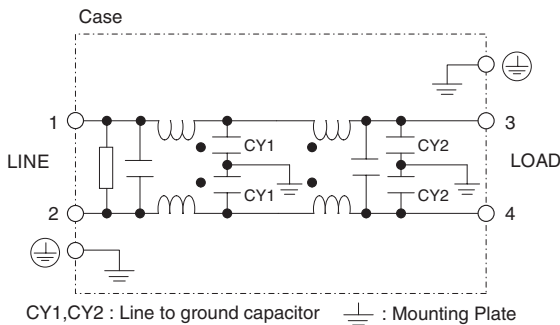 Case
1
3
LINE
CY1
CY2
LOAD
CY1
CY2
2
4
CY1,CY2 : Line to ground capacitor
: Mounting Plate